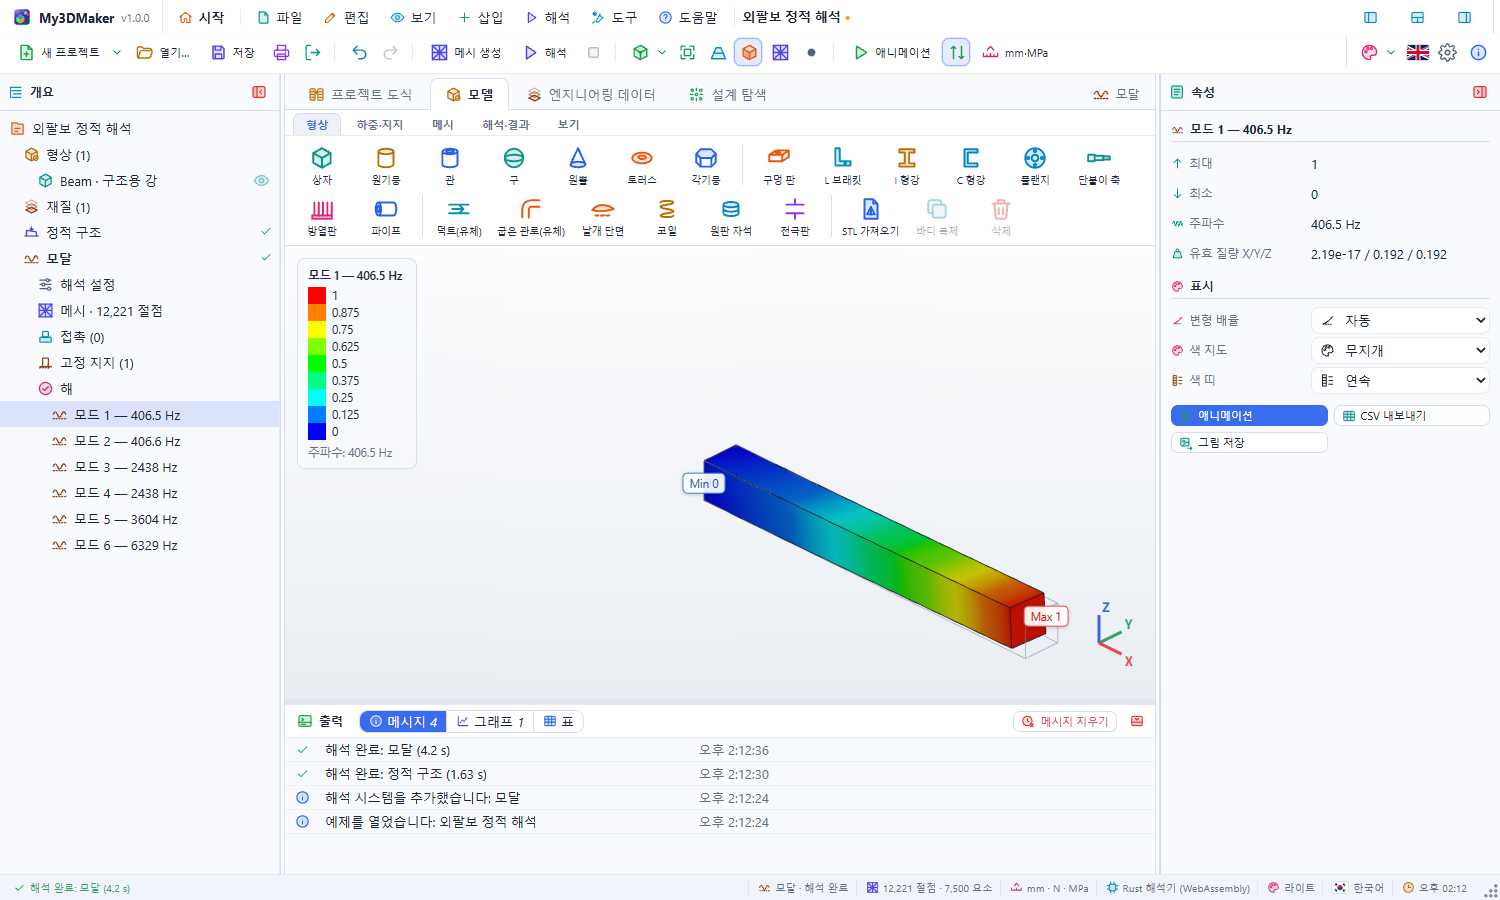 My3DMaker v1.0.0 시작 파일 편집 보기 삽입 해석 도구 도움말 외팔보 정적 해석
새 프로젝트 열기... 저장 메시 생성 해석 애니메이션 mm·MPa
개요
외팔보 정적 해석
형상 (1)
Beam · 구조용 강
재질 (1)
정적 구조
모달
해석 설정
메시 · 12,221 절점
접촉 (0)
고정 지지 (1)
해
모드 1 — 406.5 Hz
모드 2 — 406.6 Hz
모드 3 — 2438 Hz
모드 4 — 2438 Hz
모드 5 — 3604 Hz
모드 6 — 6329 Hz
프로젝트 도식 모델 엔지니어링 데이터 설계 탐색 모달
형상 하중·지지 메시 해석·결과 보기
상자 원기둥 관 구 원뿔 토러스 각기둥 구멍 판 L 브래킷 I 형강 C 형강 플랜지 단붙이 축
방열판 파이프 덕트(유체) 굽은 관로(유체) 날개 단면 코일 원판 자석 전극판 STL 가져오기 바디 복제 삭제
모드 1 — 406.5 Hz
1
0.875
0.75
0.625
0.5
0.375
0.25
0.125
0
주파수: 406.5 Hz
Min 0
Max 1
Z
Y
X
출력 메시지 4 그래프 1 표 메시지 지우기
해석 완료: 모달 (4.2 s) 오후 2:12:36
해석 완료: 정적 구조 (1.63 s) 오후 2:12:30
해석 시스템을 추가했습니다: 모달 오후 2:12:24
예제를 열었습니다: 외팔보 정적 해석 오후 2:12:24
속성
모드 1 — 406.5 Hz
최대 1
최소 0
주파수 406.5 Hz
유효 질량 X/Y/Z 2.19e-17 / 0.192 / 0.192
표시
변형 배율 자동
색 지도 무지개
색 띠 연속
애니메이션 CSV 내보내기
그림 저장
해석 완료: 모달 (4.2 s) 모달 · 해석 완료 12,221 절점 · 7,500 요소 mm · N · MPa Rust 해석기 (WebAssembly) 라이트 한국어 오후 02:12